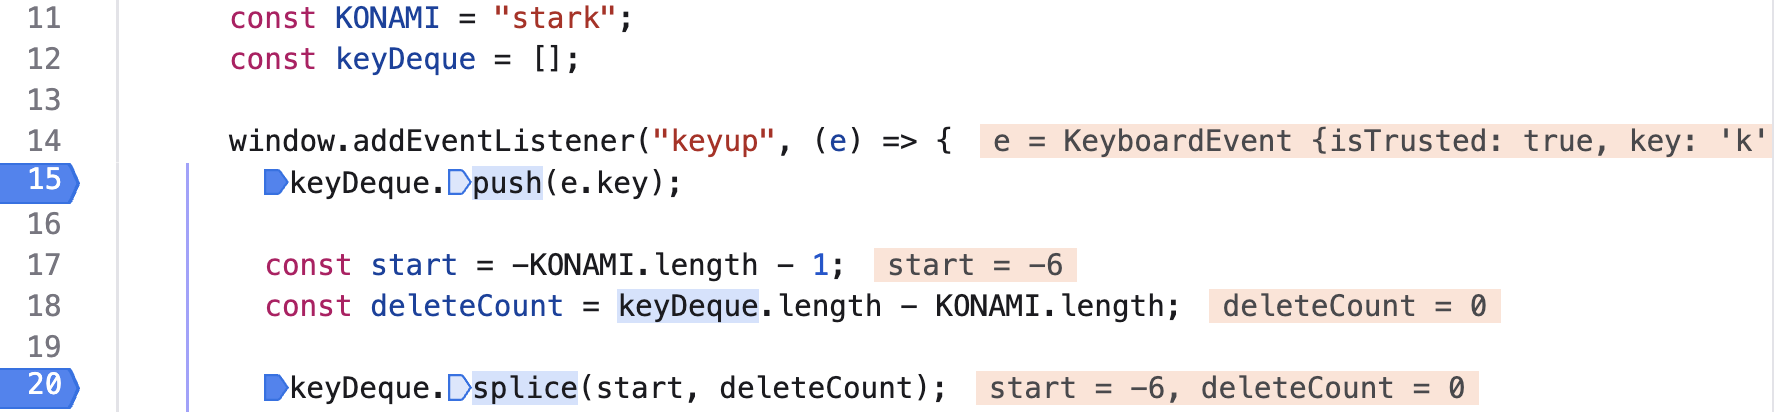 11 const KONAMI = "stark";
12 const keyDeque = [];
13
14 window.addEventListener("keyup", (e) => { e = KeyboardEvent {isTrusted: true, key: 'k'
15 keyDeque.push(e.key);
16
17 const start = -KONAMI.length - 1; start = -6
18 const deleteCount = keyDeque.length - KONAMI.length; deleteCount = 0
19
20 keyDeque.splice(start, deleteCount); start = -6, deleteCount = 0